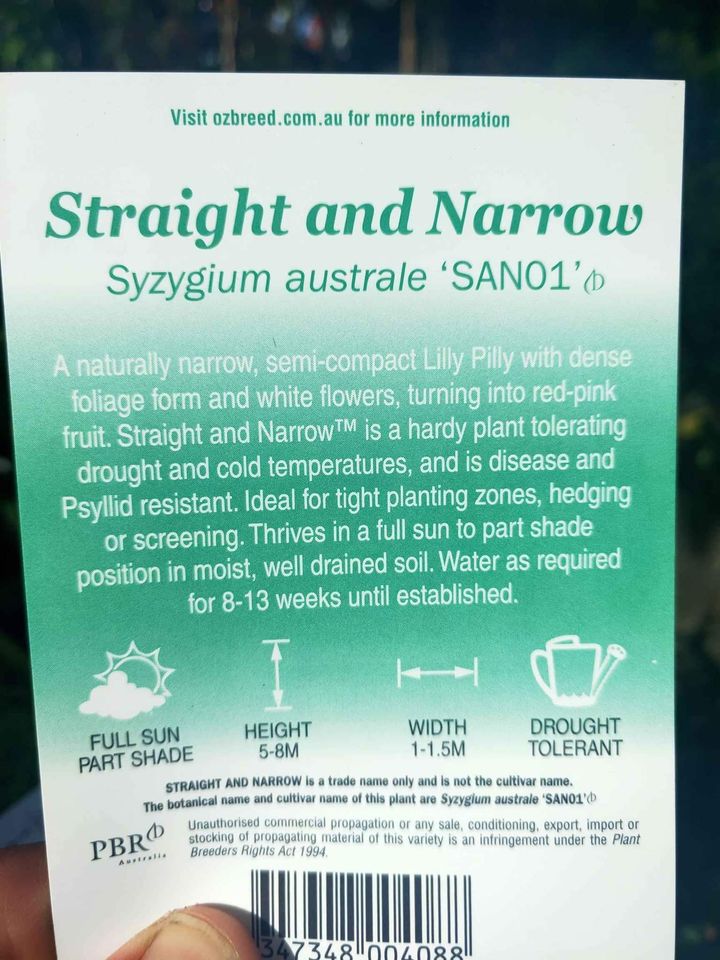 Visit ozbreed.com.au for more information
Straight and Narrow
Syzygium australe ‘SAN01’
A naturally narrow, semi-compact Lilly Pilly with dense
foliage form and white flowers, turning into red-pink
fruit. Straight and Narrow™ is a hardy plant tolerating
drought and cold temperatures, and is disease and
Psyllid resistant. Ideal for tight planting zones, hedging
or screening. Thrives in a full sun to part shade
position in moist, well drained soil. Water as required
for 8-13 weeks until established.
FULL SUN
PART SHADE
HEIGHT
5-8M
WIDTH
1-1.5M
DROUGHT
TOLERANT
STRAIGHT AND NARROW is a trade name only and is not the cultivar name.
The botanical name and cultivar name of this plant are Syzygium australe ‘SAN01’
PBR
Australia
Unauthorised commercial propagation or any sale, conditioning, export, import or
stocking of propagating material of this variety is an infringement under the Plant
Breeders Rights Act 1994.
347348 004088